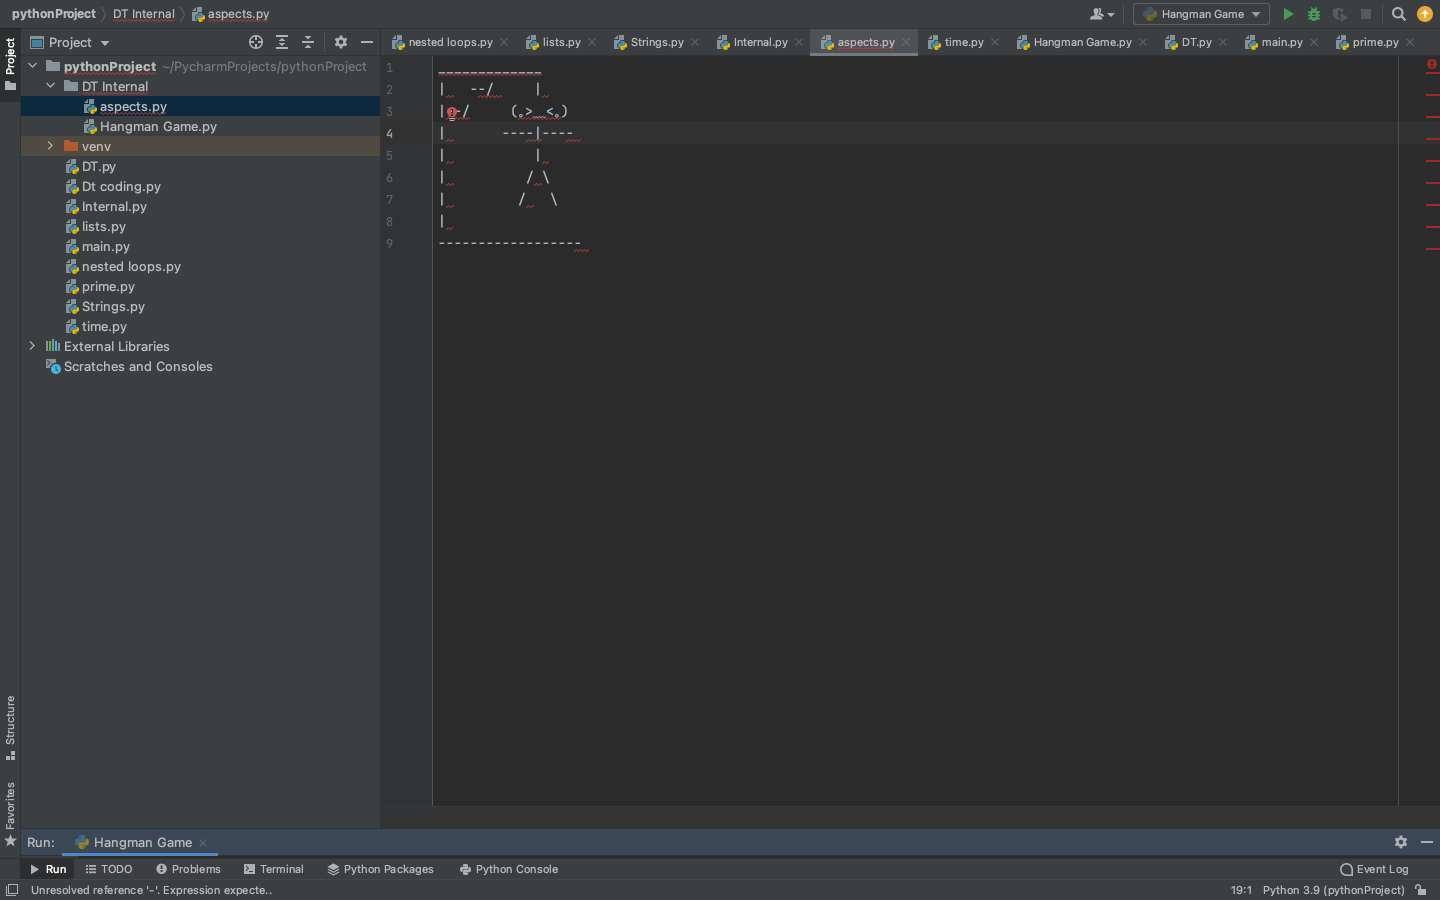 pythonProject DT Internal aspects.py Hangman Game
Project nested loops.py lists.py Strings.py Internal.py aspects.py time.py Hangman Game.py DT.py main.py prime.py
Project
pythonProject ~/PycharmProjects/pythonProject
DT Internal
aspects.py
Hangman Game.py
venv
DT.py
Dt coding.py
Internal.py
lists.py
main.py
nested loops.py
prime.py
Strings.py
time.py
External Libraries
Scratches and Consoles
1 _____________
2 |   --/     |
3 |-/     (。>__<。)
4 |      ----|----
5 |          |
6 |         / \
7 |        /   \
8 |
9 ------------------
Structure
Favorites
Run: Hangman Game
Run TODO Problems Terminal Python Packages Python Console Event Log
Unresolved reference '-'. Expression expecte.. 19:1 Python 3.9 (pythonProject)